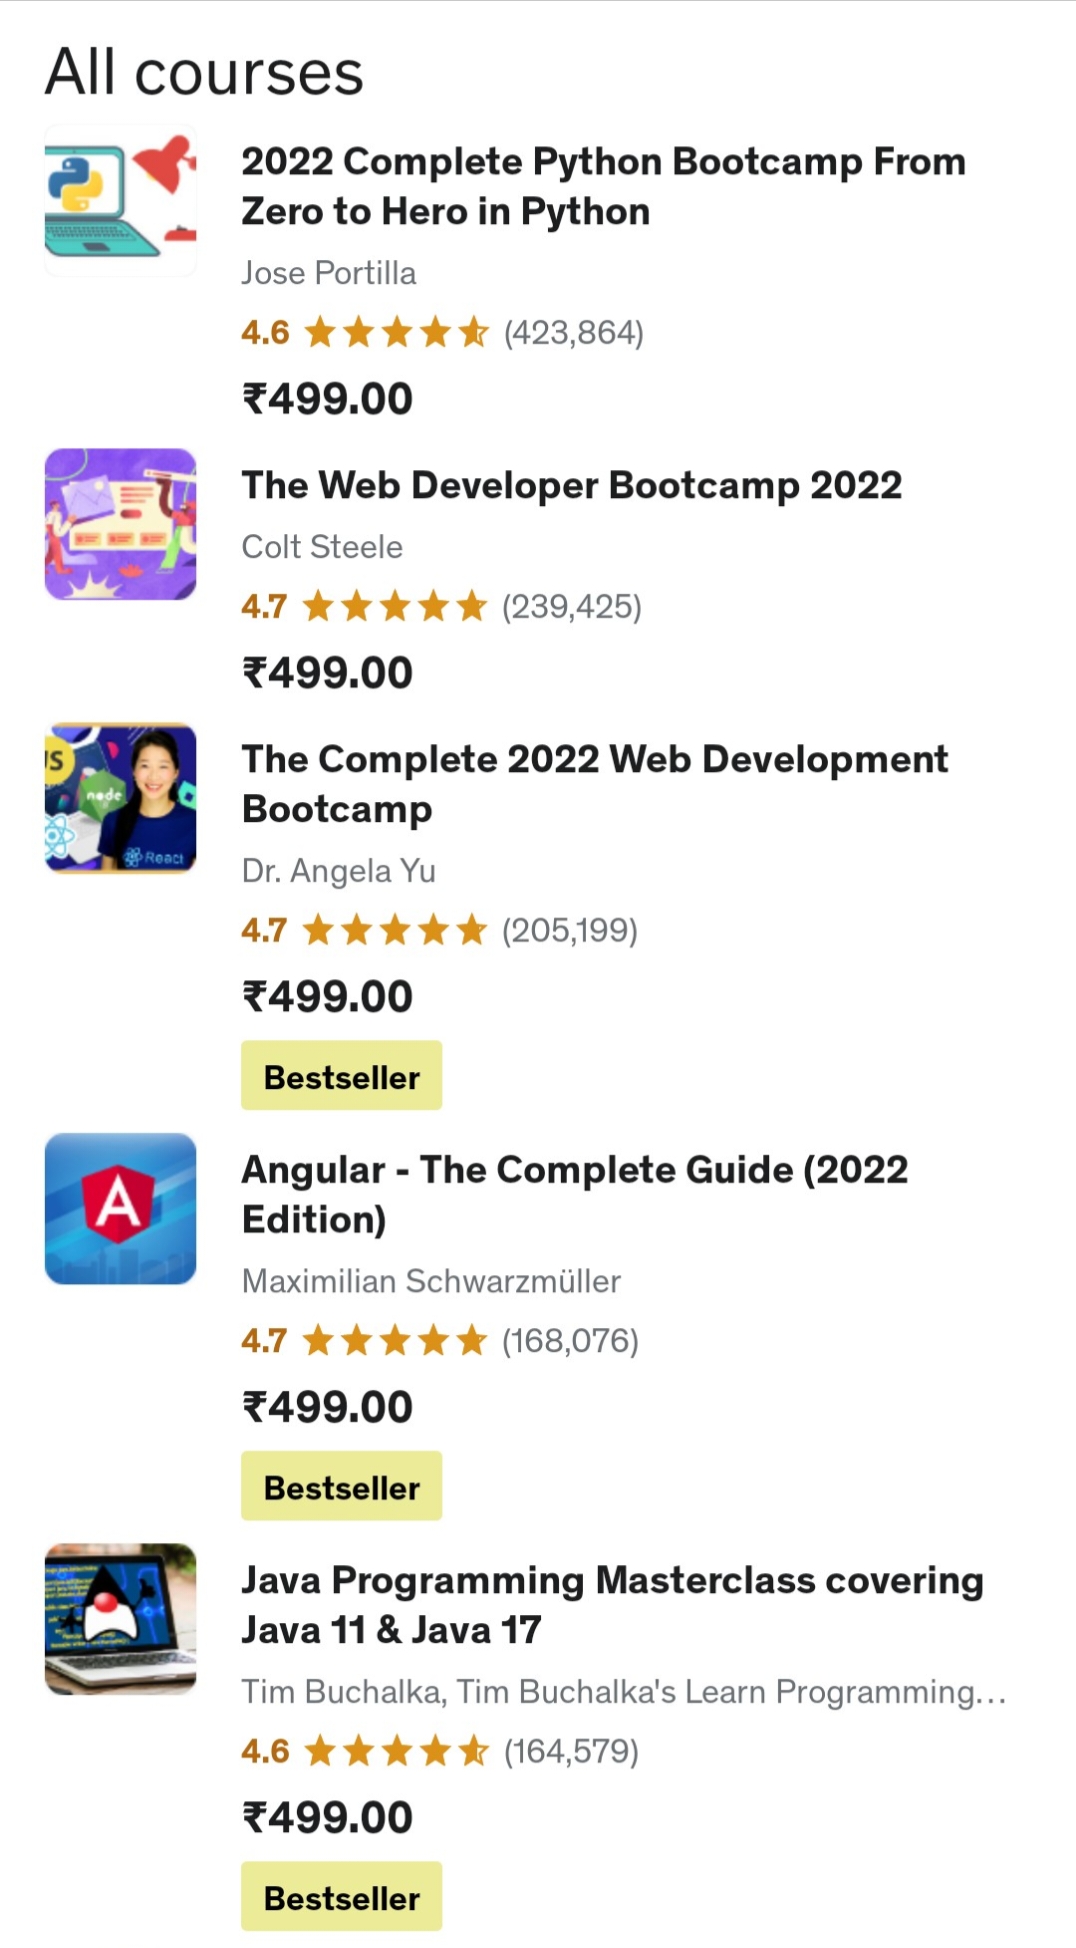 All courses
2022 Complete Python Bootcamp From
Zero to Hero in Python
Jose Portilla
4.6 (423,864)
₹499.00
The Web Developer Bootcamp 2022
Colt Steele
4.7 (239,425)
₹499.00
JS
node
React
The Complete 2022 Web Development
Bootcamp
Dr. Angela Yu
4.7 (205,199)
₹499.00
Bestseller
A
Angular - The Complete Guide (2022
Edition)
Maximilian Schwarzmüller
4.7 (168,076)
₹499.00
Bestseller
Java Programming Masterclass covering
Java 11 & Java 17
Tim Buchalka, Tim Buchalka's Learn Programming...
4.6 (164,579)
₹499.00
Bestseller